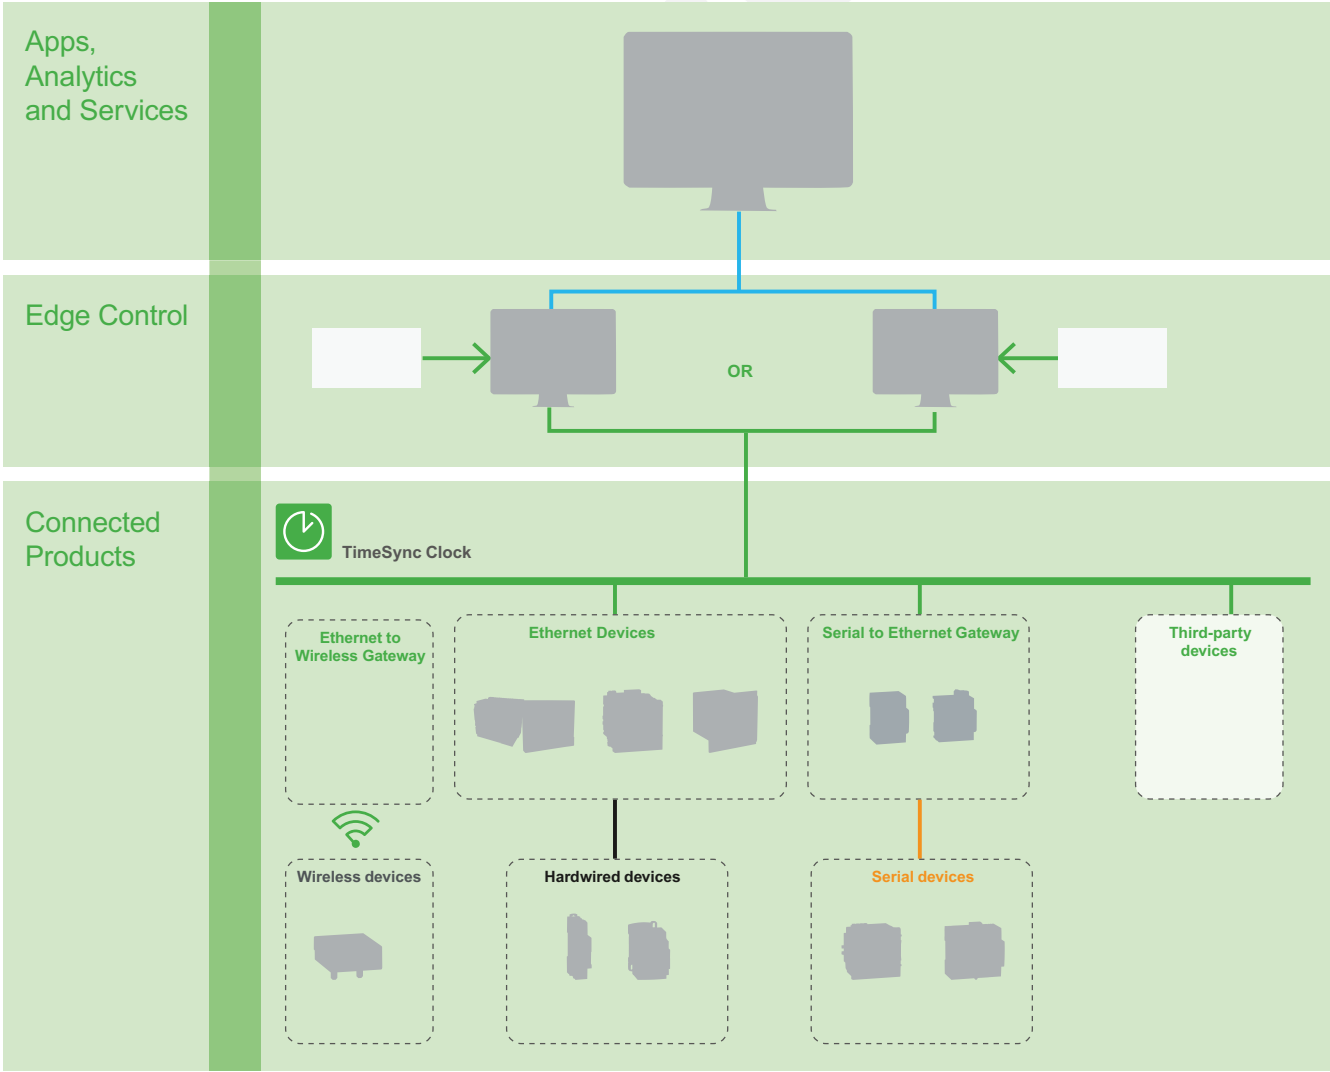 Apps,
Analytics
and Services
Edge Control
OR
Connected
Products
TimeSync Clock
Ethernet to
Wireless Gateway
Ethernet Devices
Serial to Ethernet Gateway
Third-party
devices
Wireless devices
Hardwired devices
Serial devices